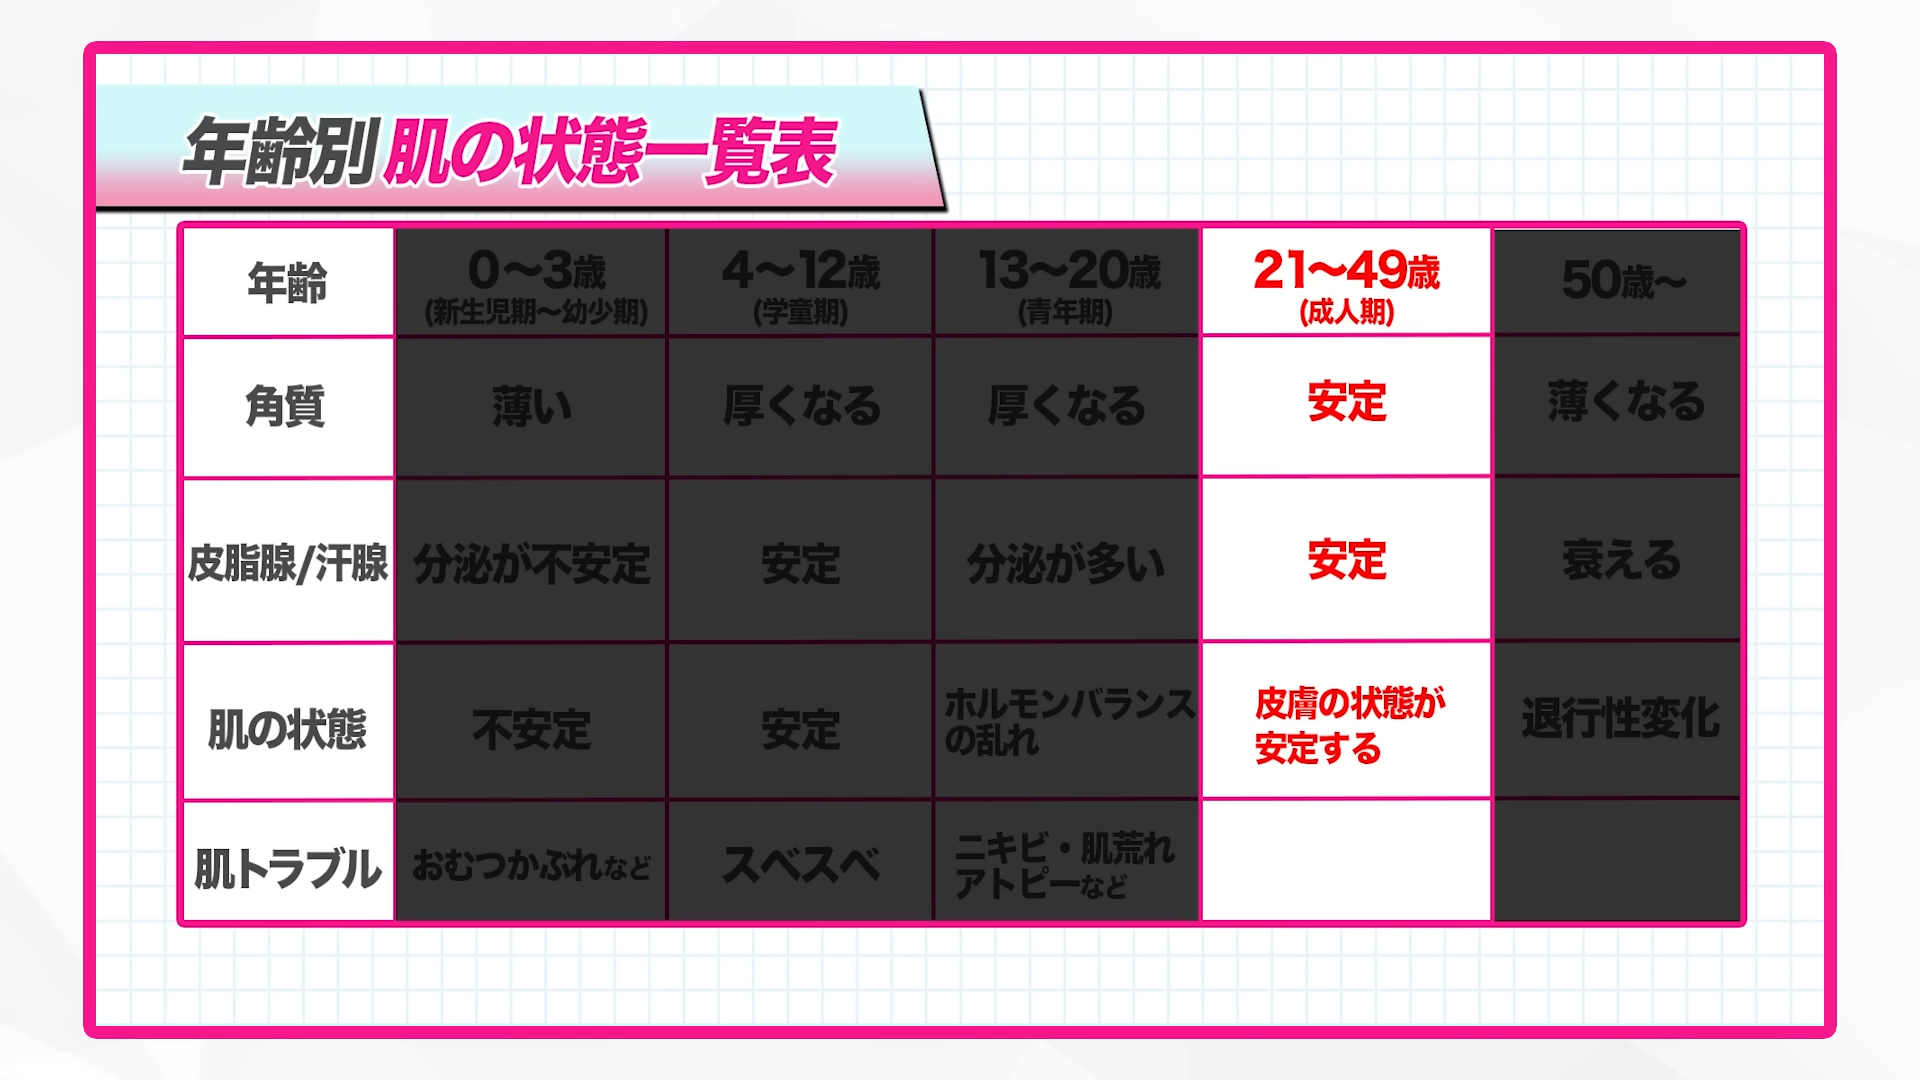 年齢別 肌の状態一覧表
年齢 0〜3歳 4〜12歳 13〜20歳 21〜49歳 50歳〜
(新生児期〜幼少期) (学童期) (青年期) (成人期)
角質 薄い 厚くなる 厚くなる 安定 薄くなる
皮脂腺/汗腺 分泌が不安定 安定 分泌が多い 安定 衰える
肌の状態 不安定 安定 ホルモンバランス 皮膚の状態が 退行性変化
の乱れ 安定する
肌トラブル おむつかぶれなど スベスベ ニキビ・肌荒れ
アトピーなど